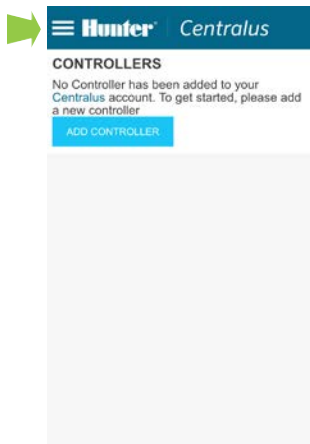 Hunter® Centralus
CONTROLLERS
No Controller has been added to your
Centralus account. To get started, please add
a new controller
ADD CONTROLLER